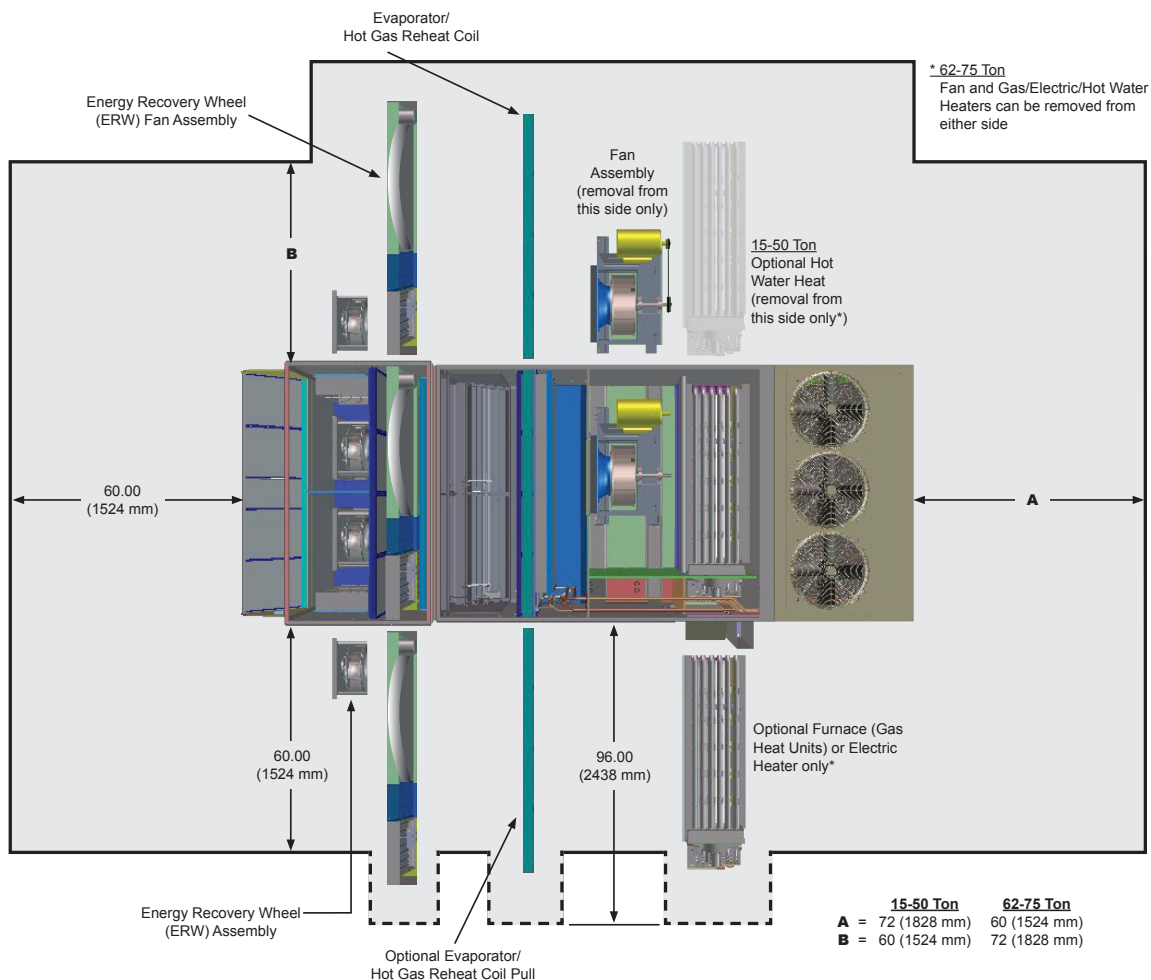 Evaporator/
Hot Gas Reheat Coil
* 62-75 Ton
Fan and Gas/Electric/Hot Water
Heaters can be removed from
either side
Energy Recovery Wheel
(ERW) Fan Assembly
Fan
Assembly
(removal from
this side only)
15-50 Ton
Optional Hot
Water Heat
(removal from
this side only*)
B
60.00
(1524 mm)
A
60.00
(1524 mm)
96.00
(2438 mm)
Optional Furnace (Gas
Heat Units) or Electric
Heater only*
Energy Recovery Wheel
(ERW) Assembly
Optional Evaporator/
Hot Gas Reheat Coil Pull
15-50 Ton 62-75 Ton
A = 72 (1828 mm) 60 (1524 mm)
B = 60 (1524 mm) 72 (1828 mm)